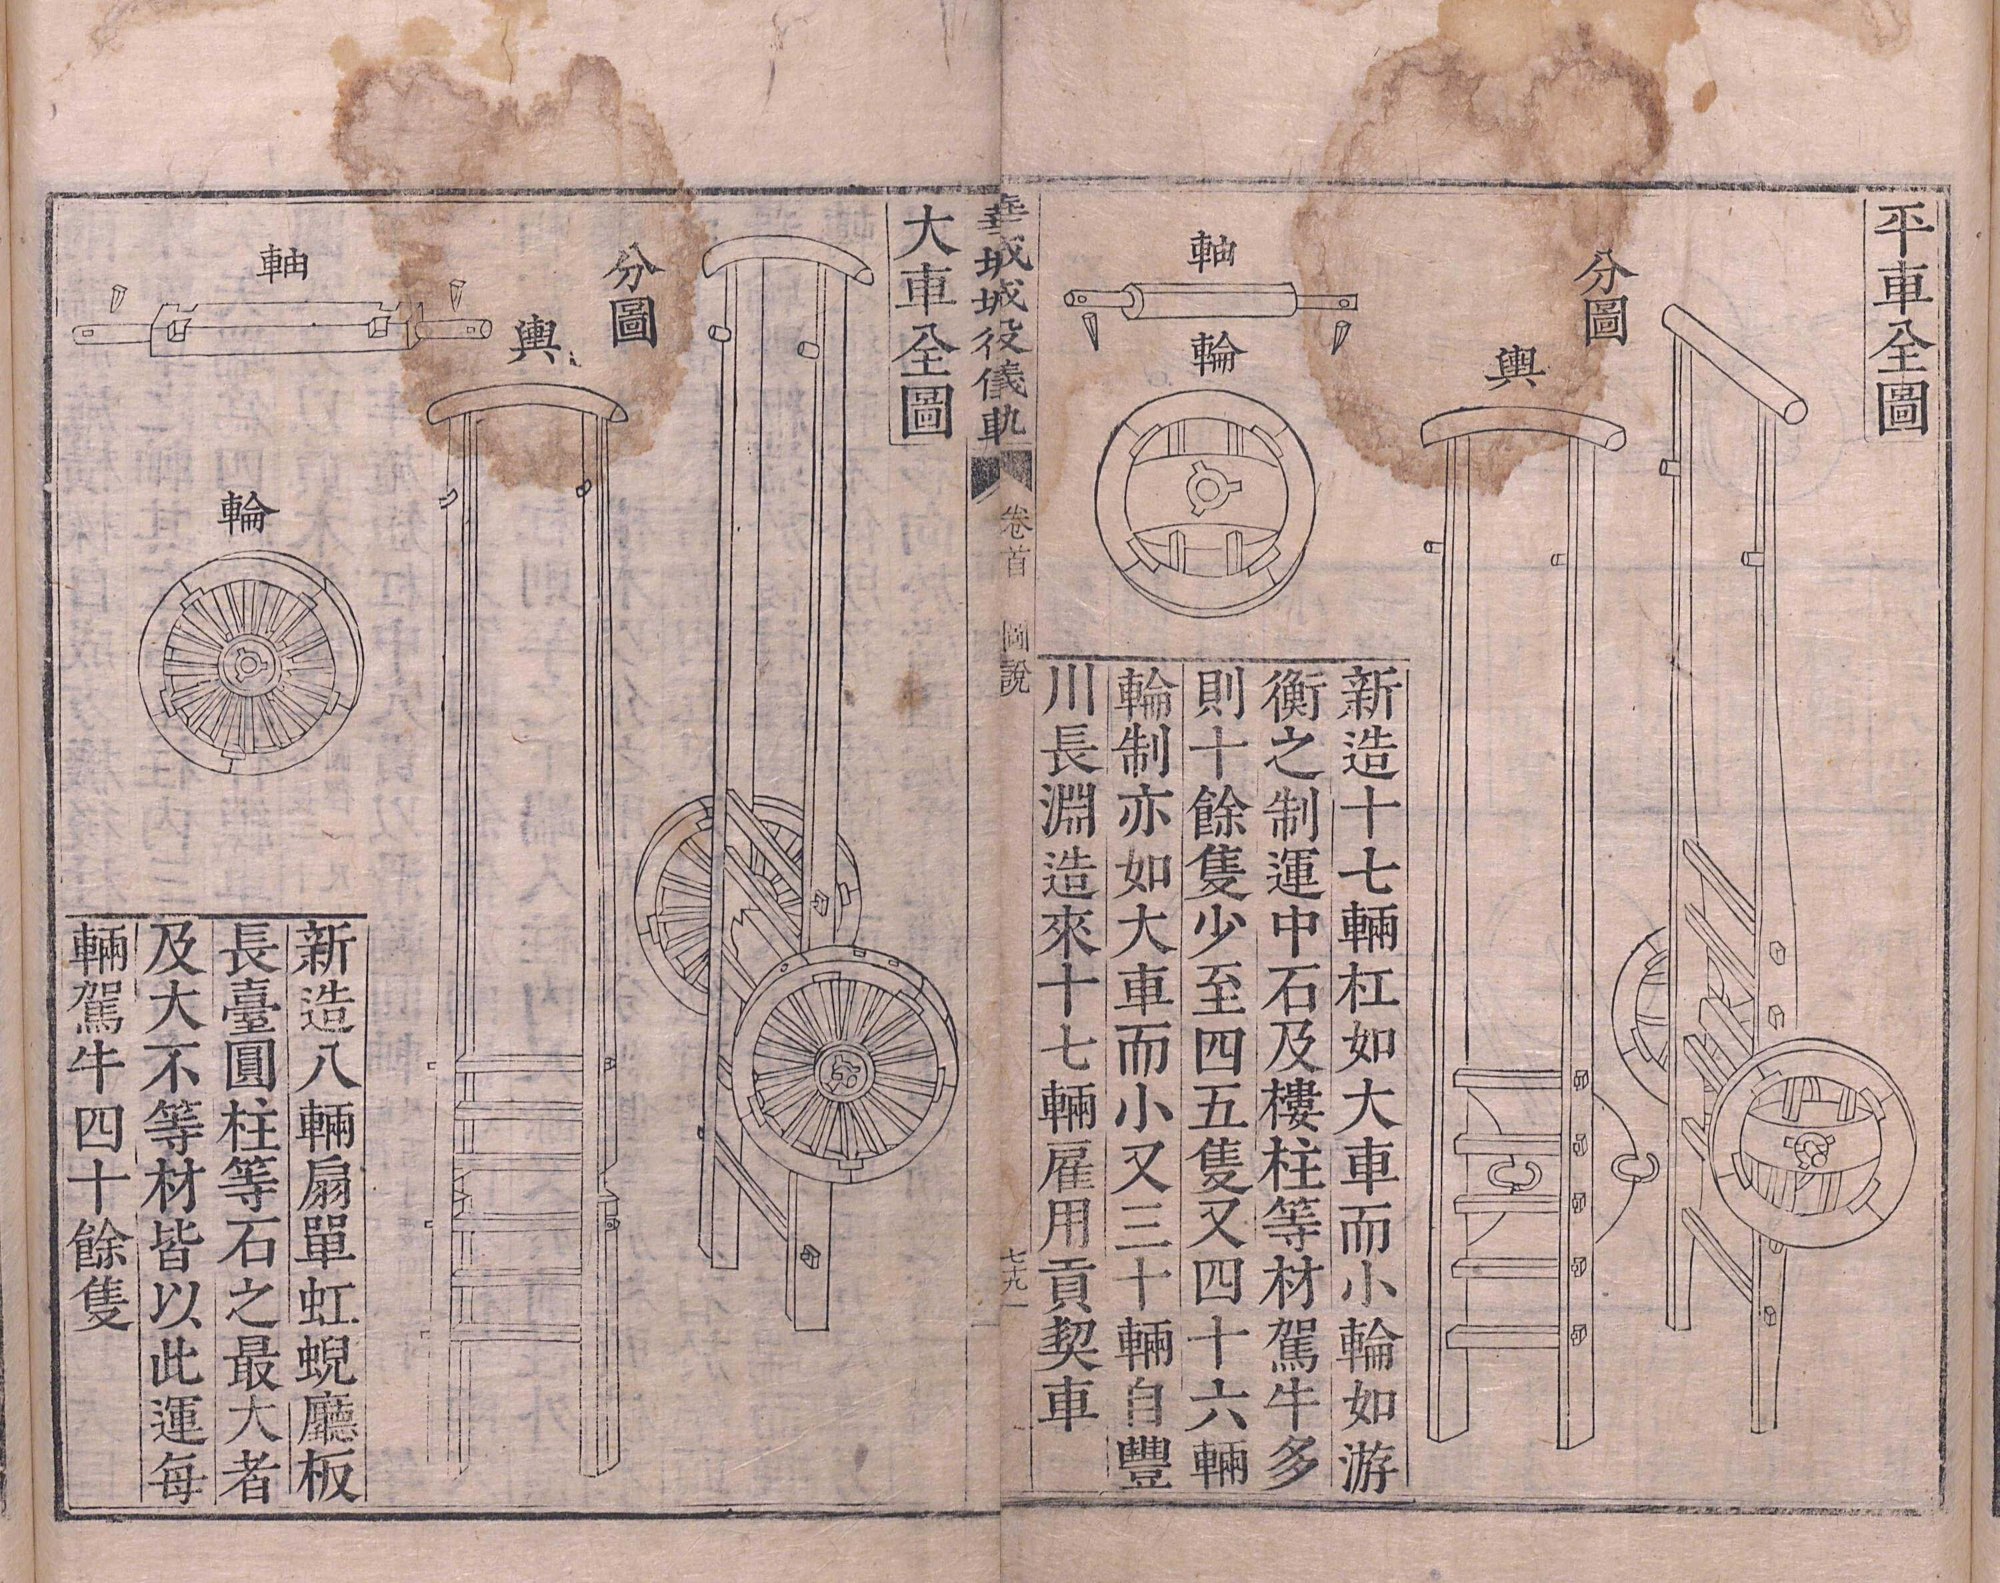 平車全圖
分圖
輿
軸
輪
新造十七輛杠如大車而小輪如游
衡之制運中石及樓柱等材駕牛多
則十餘隻少至四五隻又四十六輛
輪制亦如大車而小又三十輛自豐
川長淵造來十七輛雇用貢契車
華城城役儀軌
卷首
圖說
七十九
大車全圖
分圖
輿
軸
輪
新造八輛扇單虹蜺廳板
長臺圓柱等石之最大者
及大不等材皆以此運每
輛駕牛四十餘隻